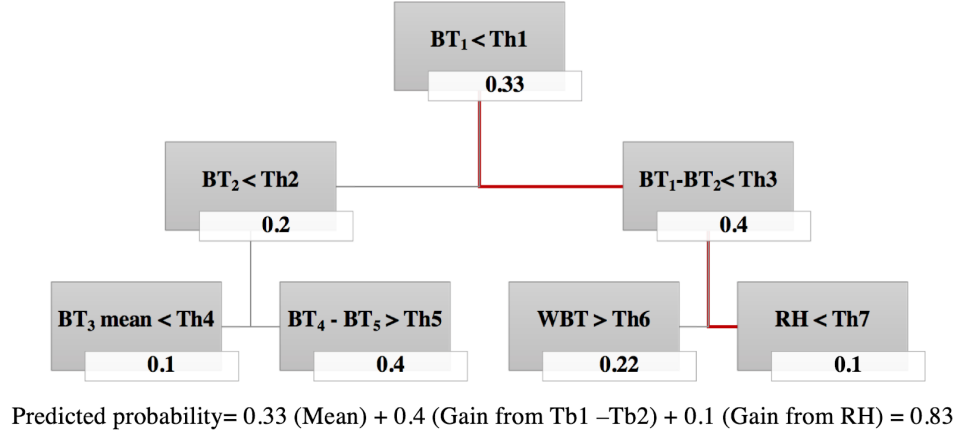 BT₁ < Th1
0.33
BT₂ < Th2
0.2
BT₁-BT₂< Th3
0.4
BT₃ mean < Th4
0.1
BT₄ - BT₅ > Th5
0.4
WBT > Th6
0.22
RH < Th7
0.1
Predicted probability= 0.33 (Mean) + 0.4 (Gain from Tb1 –Tb2) + 0.1 (Gain from RH) = 0.83